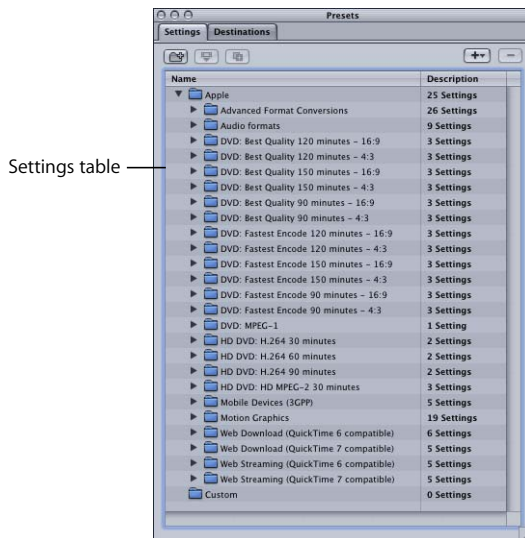 Presets
Settings Destinations
Name Description
Apple 25 Settings
Advanced Format Conversions 26 Settings
Audio formats 9 Settings
DVD: Best Quality 120 minutes – 16:9 3 Settings
DVD: Best Quality 120 minutes – 4:3 3 Settings
Settings table
DVD: Best Quality 150 minutes – 16:9 3 Settings
DVD: Best Quality 150 minutes – 4:3 3 Settings
DVD: Best Quality 90 minutes – 16:9 3 Settings
DVD: Best Quality 90 minutes – 4:3 3 Settings
DVD: Fastest Encode 120 minutes – 16:9 3 Settings
DVD: Fastest Encode 120 minutes – 4:3 3 Settings
DVD: Fastest Encode 150 minutes – 16:9 3 Settings
DVD: Fastest Encode 150 minutes – 4:3 3 Settings
DVD: Fastest Encode 90 minutes – 16:9 3 Settings
DVD: Fastest Encode 90 minutes – 4:3 3 Settings
DVD: MPEG-1 1 Setting
HD DVD: H.264 30 minutes 2 Settings
HD DVD: H.264 60 minutes 2 Settings
HD DVD: H.264 90 minutes 2 Settings
HD DVD: HD MPEG-2 30 minutes 3 Settings
Mobile Devices (3GPP) 5 Settings
Motion Graphics 19 Settings
Web Download (QuickTime 6 compatible) 6 Settings
Web Download (QuickTime 7 compatible) 5 Settings
Web Streaming (QuickTime 6 compatible) 5 Settings
Web Streaming (QuickTime 7 compatible) 5 Settings
Custom 0 Settings